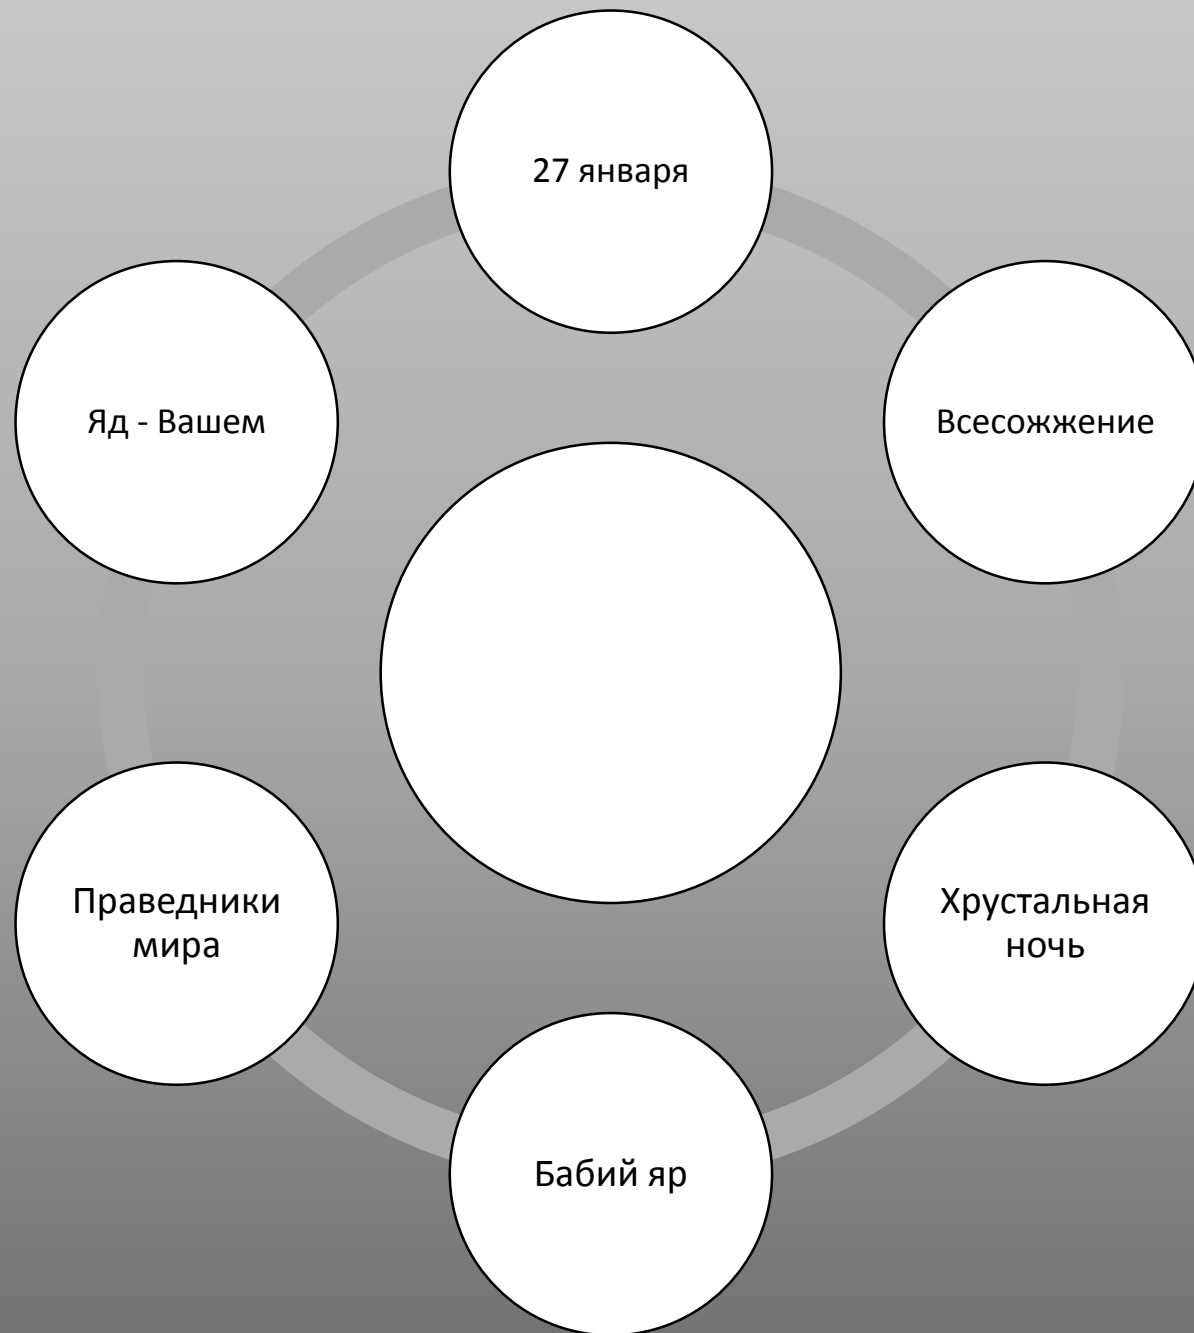 27 января
Всесожжение
Хрустальная
ночь
Бабий яр
Праведники
мира
Яд - Вашем